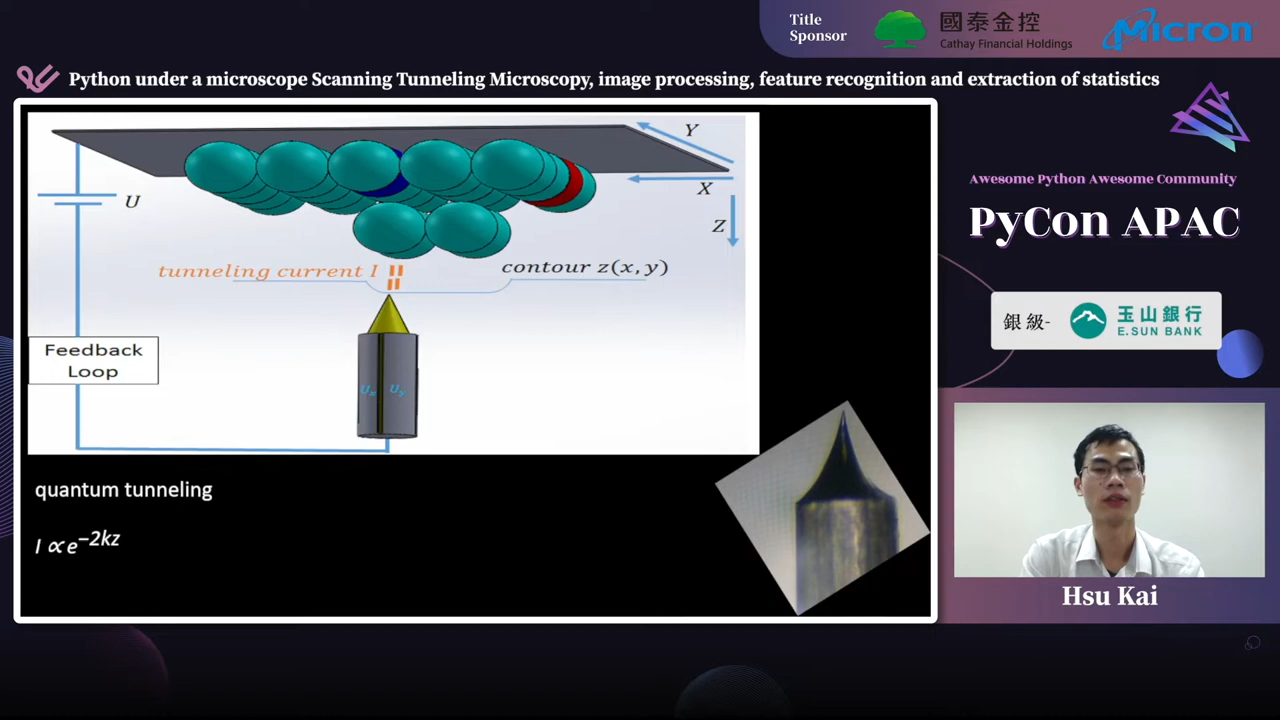 Title
Sponsor
國泰金控
Cathay Financial Holdings
Micron
Python under a microscope Scanning Tunneling Microscopy, image processing, feature recognition and extraction of statistics
Y
X
Z
U
tunneling current I
contour z(x, y)
Feedback
Loop
Ux Uy
quantum tunneling
I ∝e−2kz
Awesome Python Awesome Community
PyCon APAC
銀級-
玉山銀行
E.SUN BANK
Hsu Kai